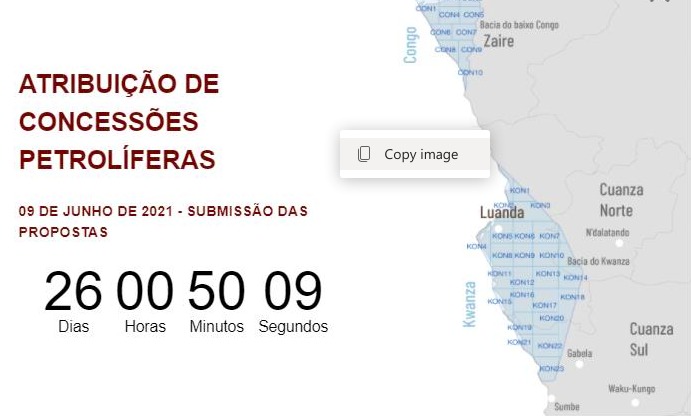 ATRIBUIÇÃO DE
CONCESSÕES
PETROLÍFERAS
09 DE JUNHO DE 2021 - SUBMISSÃO DAS
PROPOSTAS
26 00 50 09
Dias Horas Minutos Segundos
Copy image
CON1
CON4 CON5
CON6 CON7
CON8 CON9
CON10
Congo
Bacia do baixo Congo
Zaire
KON1
KON2 KON3
Luanda
KON4
KON5 KON6 KON7
KON8 KON9 KON10
KON11 KON13 KON14
KON12
KON15 KON16 KON18
KON17
KON20
KON19
KON21 KON22
KON23
Kwanza
Cuanza
Norte
N'dalatando
Bacia do Kwanza
Cuanza
Sul
Gabela
Waku-Kungo
Sumbe